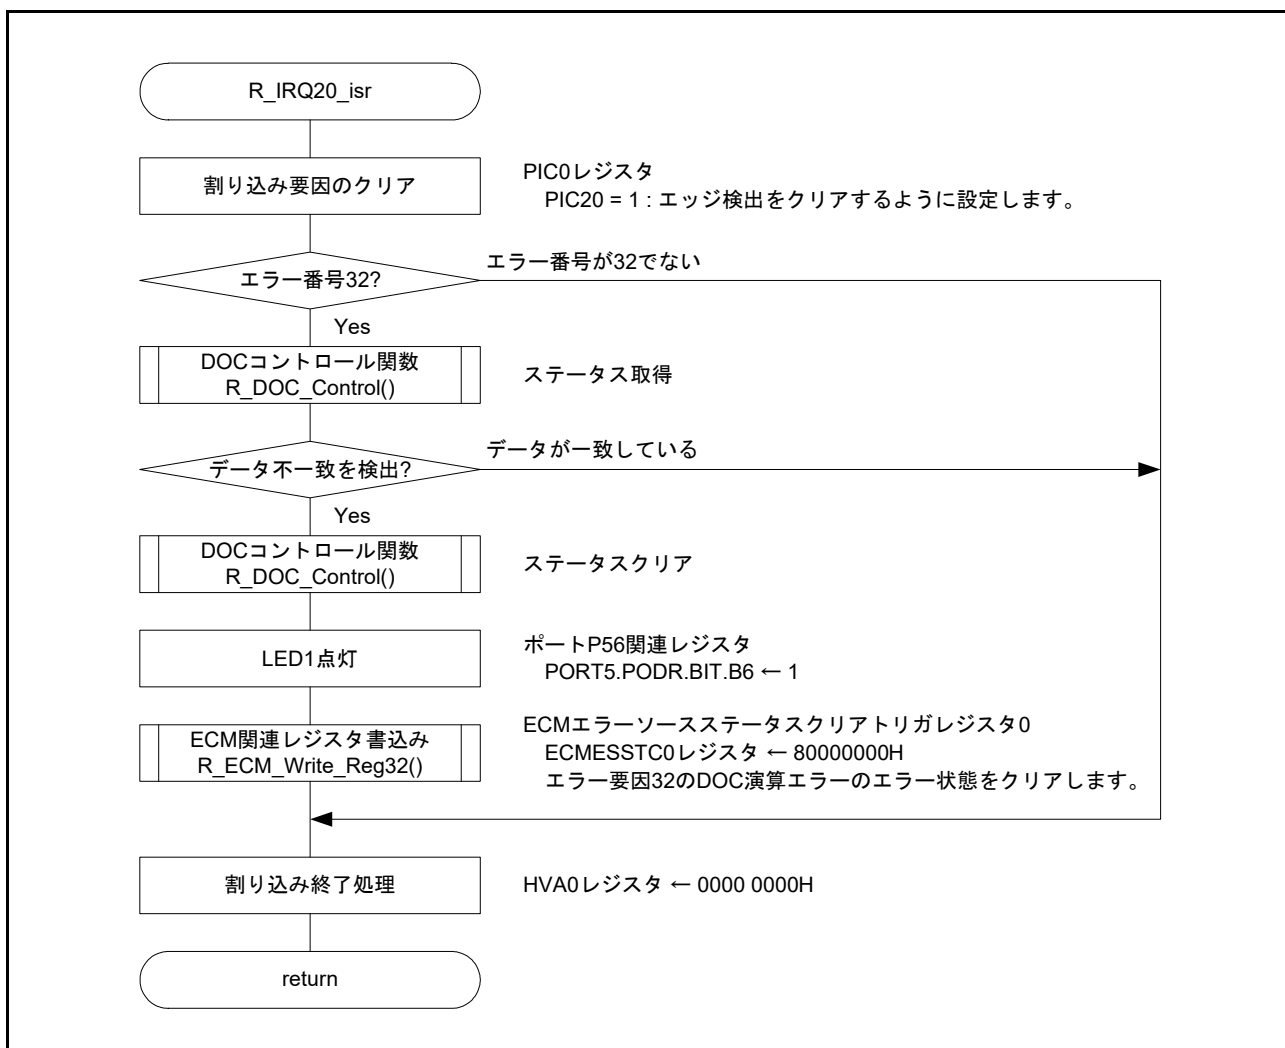 R_IRQ20_isr
割り込み要因のクリア
PIC0レジスタ
PIC20 = 1 : エッジ検出をクリアするように設定します。
エラー番号32?
エラー番号が32でない
Yes
DOCコントロール関数
R_DOC_Control()
ステータス取得
データ不一致を検出?
データが一致している
Yes
DOCコントロール関数
R_DOC_Control()
ステータスクリア
LED1点灯
ポートP56関連レジスタ
PORT5.PODR.BIT.B6 ← 1
ECM関連レジスタ書込み
R_ECM_Write_Reg32()
ECMエラーソースステータスクリアトリガレジスタ0
ECMESSTC0レジスタ ← 80000000H
エラー要因32のDOC演算エラーのエラー状態をクリアします。
割り込み終了処理
HVA0レジスタ ← 0000 0000H
return